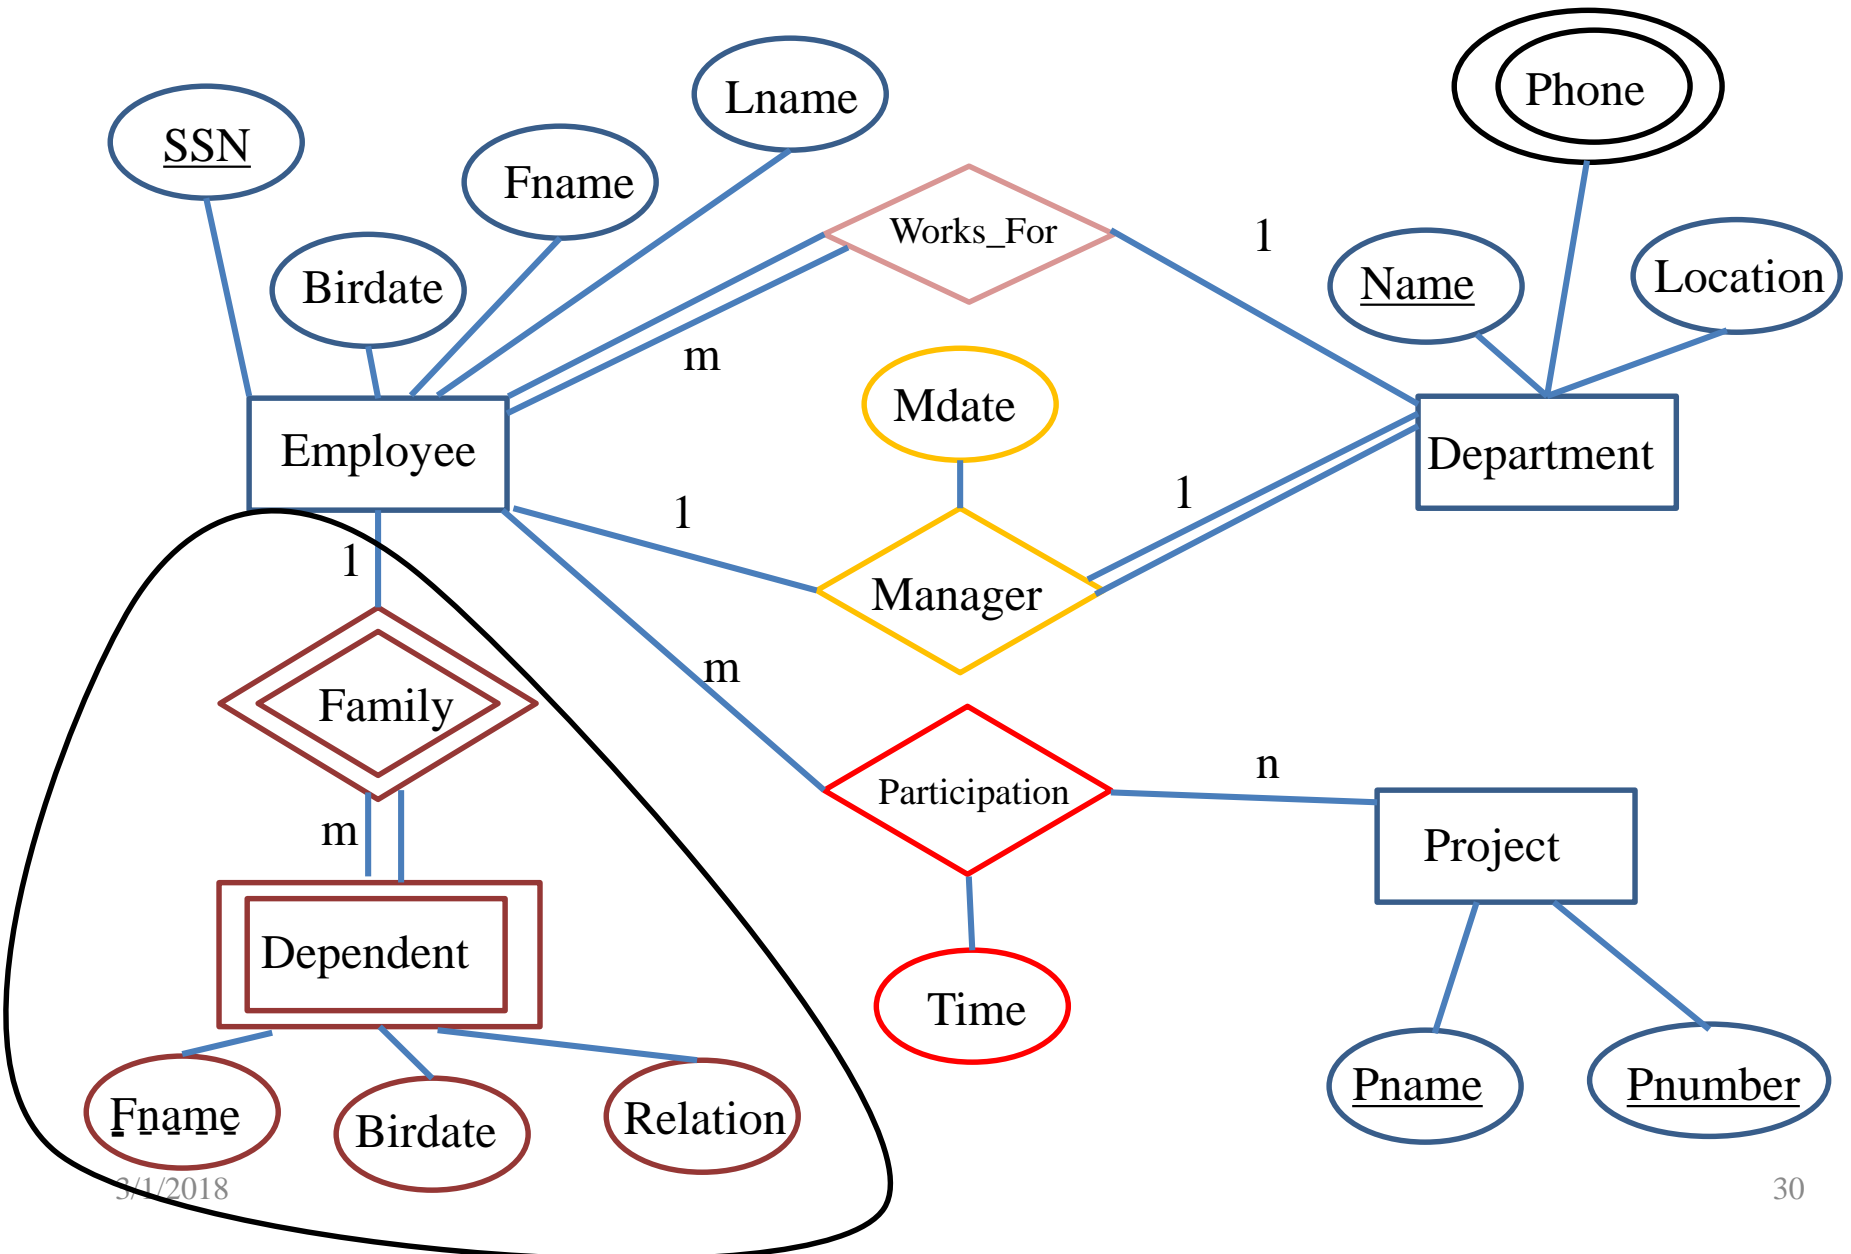 Phone
Lname
SSN
Fname
Works_For
1
Name
Location
Birdate
m
Mdate
Employee
Department
1
1
1
Manager
m
Family
n
Participation
m
Project
Dependent
Time
Pname
Pnumber
Fname
Birdate
Relation
3/1/2018
30